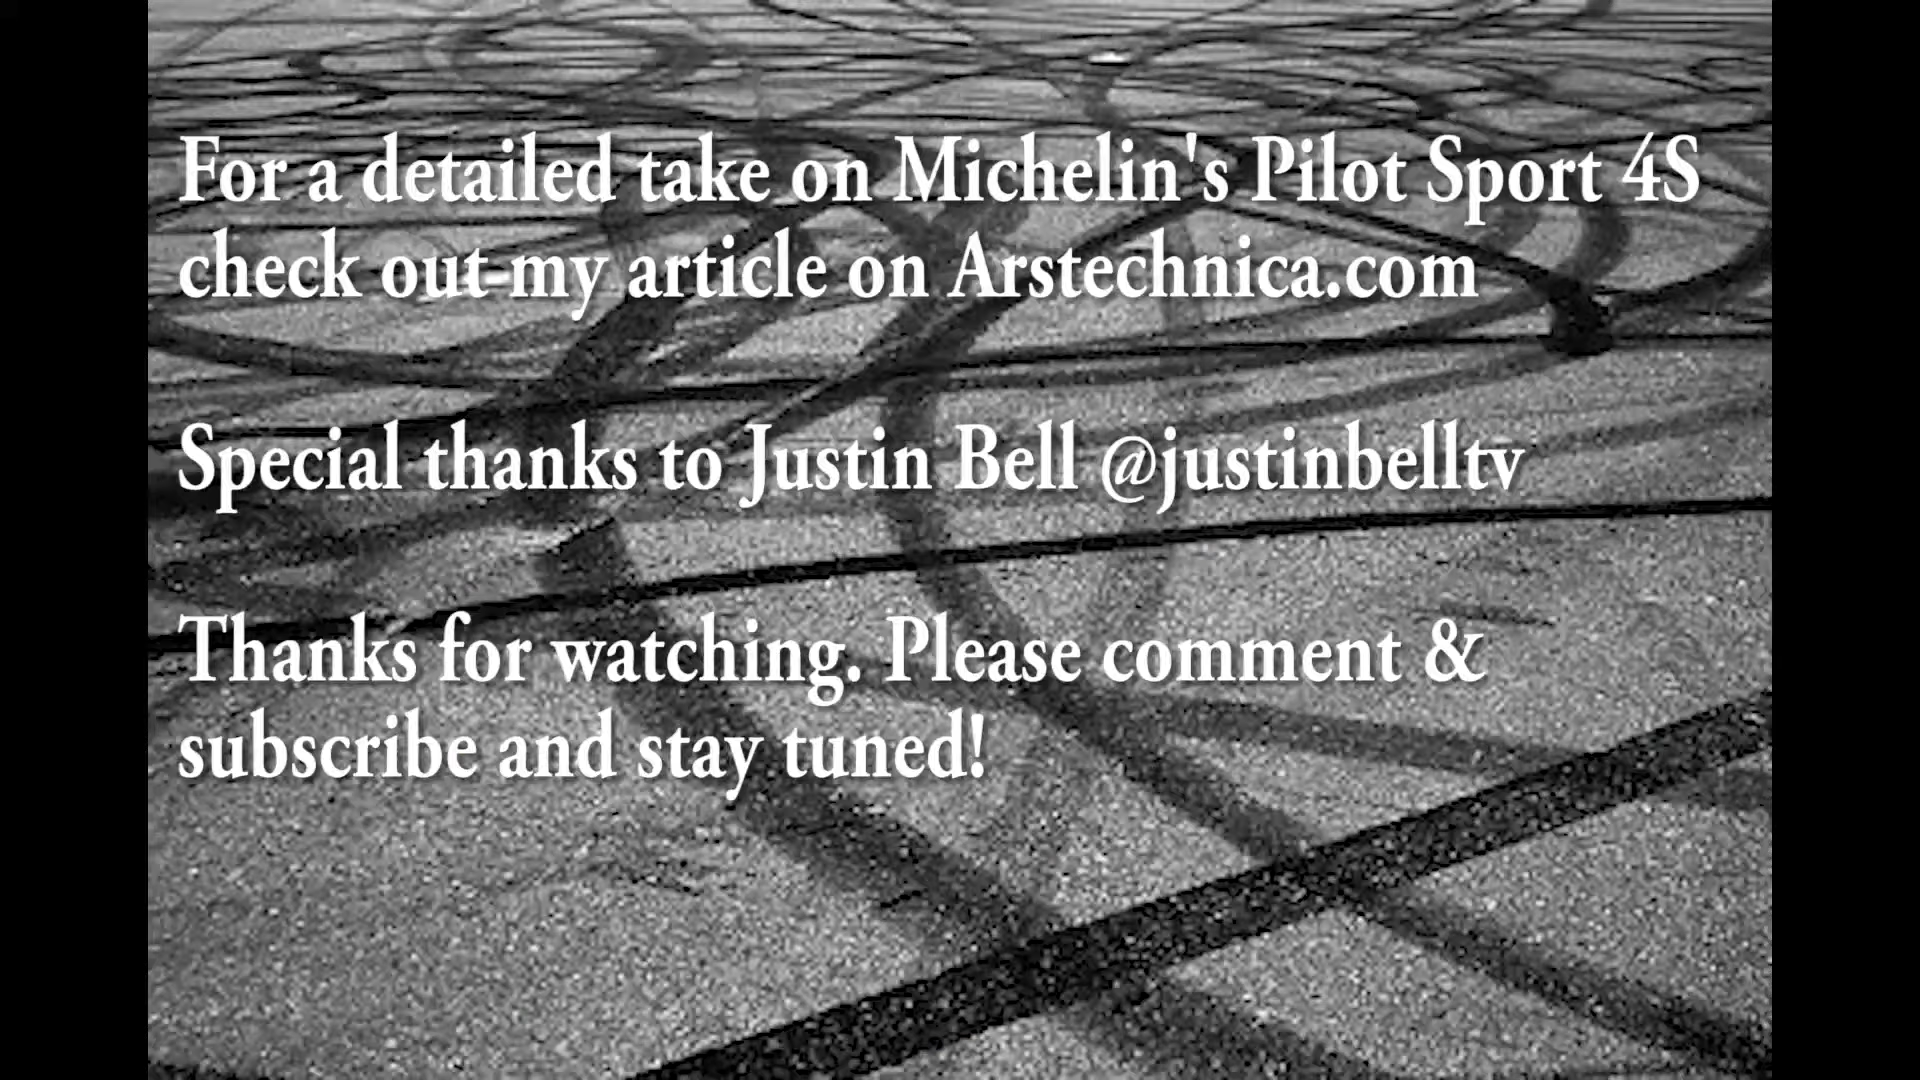 For a detailed take on Michelin's Pilot Sport 4S
check out my article on Arstechnica.com
Special thanks to Justin Bell @justinbelltv
Thanks for watching. Please comment &
subscribe and stay tuned!